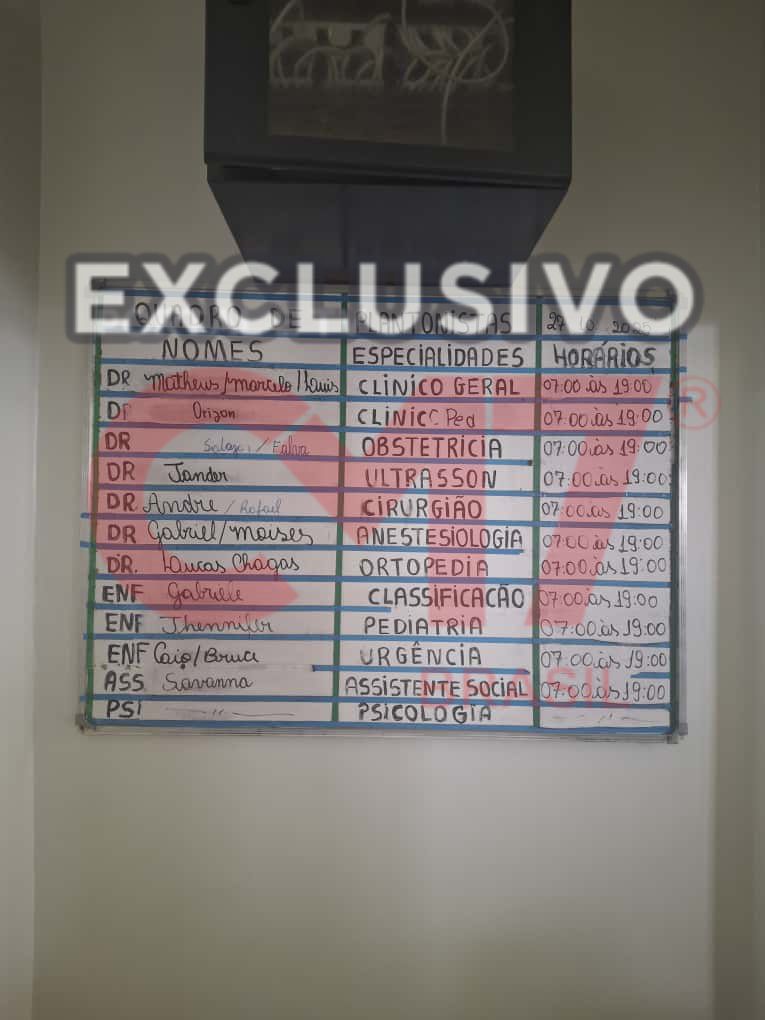 EXCLUSIVO
QUADRO DE PLANTONISTAS 27 10 2025
NOMES ESPECIALIDADES HORÁRIOS
DR Matheus/Marcelo/Luis CLINICO GERAL 07:00 às 19:00
Dr Orizon CLINICO Ped 07:00 às 19:00
DR OBSTETRICIA 07:00 às 19:00
DR Jander ULTRASSON 07:00 às 19:00
DR Andre / Rafael CIRURGIÃO 07:00 às 19:00
DR Gabriel/Moises ANESTESIOLOGIA 07:00 às 19:00
DR. Luucas Chagas ORTOPEDIA 07:00 às 19:00
ENF Gabriele CLASSIFICACÃO 07:00 às 19:00
ENF Jhennifer PEDIATRIA 07:00 às 19:00
ENF Caio/Bruce URGÊNCIA 07:00 às 19:00
ASS Savanna ASSISTENTE SOCIAL 07:00 às 19:00
PSI PSICOLOGIA
CM7 ®
BRASIL